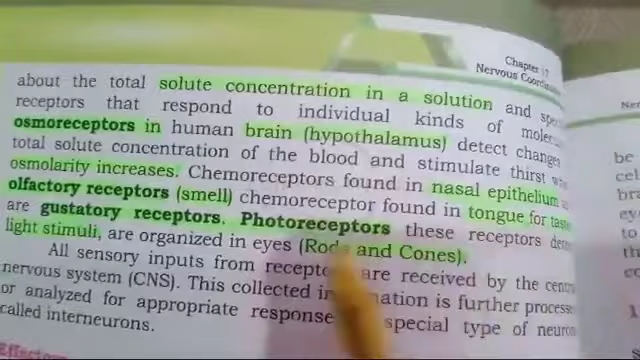 Chapter 17
Nervous
about the total solute concentration in a solution and
receptors that respond to individual kinds of
osmoreceptors in human brain (hypothalamus) detect
total solute concentration of the blood and stimulate thirst
osmolarity increases. Chemoreceptors found in nasal epithelium
olfactory receptors (smell) chemoreceptor found in tongue for
are gustatory receptors. Photoreceptors these receptors
light stimuli, are organized in eyes (Rods and Cones).
All sensory inputs from are received by the
nervous system (CNS). This collected is further
or analyzed for appropriate special type of
called interneurons.
be
to